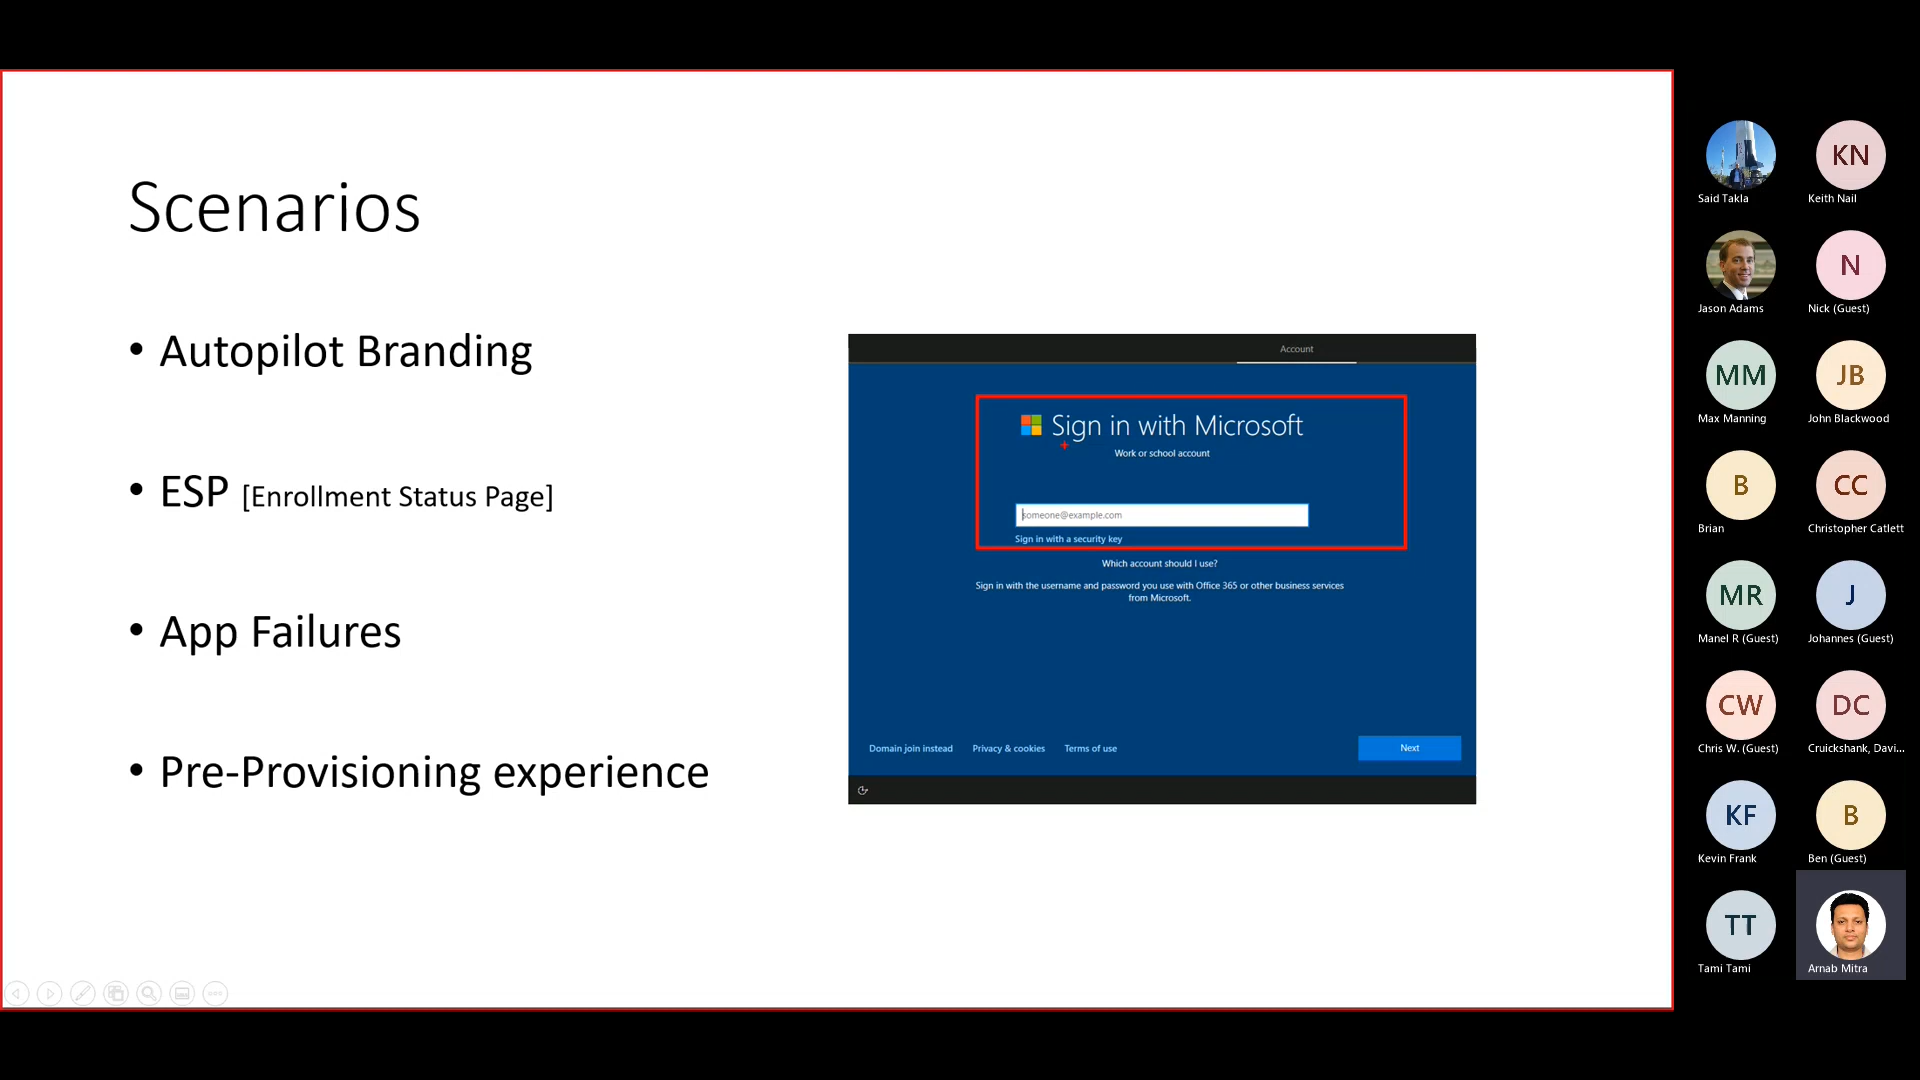 Scenarios
• Autopilot Branding
• ESP [Enrollment Status Page]
• App Failures
• Pre-Provisioning experience
Account
Sign in with Microsoft
Work or school account
someone@example.com
Sign in with a security key
Which account should I use?
Sign in with the username and password you use with Office 365 or other business services
from Microsoft.
Domain join instead Privacy & cookies Terms of use Next
KN
Said Takla Keith Nail
N
Jason Adams Nick (Guest)
MM JB
Max Manning John Blackwood
B CC
Brian Christopher Catlett
MR J
Manel R (Guest) Johannes (Guest)
CW DC
Chris W. (Guest) Cruickshank, Davi...
KF B
Kevin Frank Ben (Guest)
TT
Tami Tami Arnab Mitra